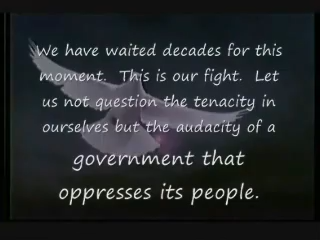 We have waited decades for this
moment. This is our fight. Let
us not question the tenacity in
ourselves but the audacity of a
government that
oppresses its people.